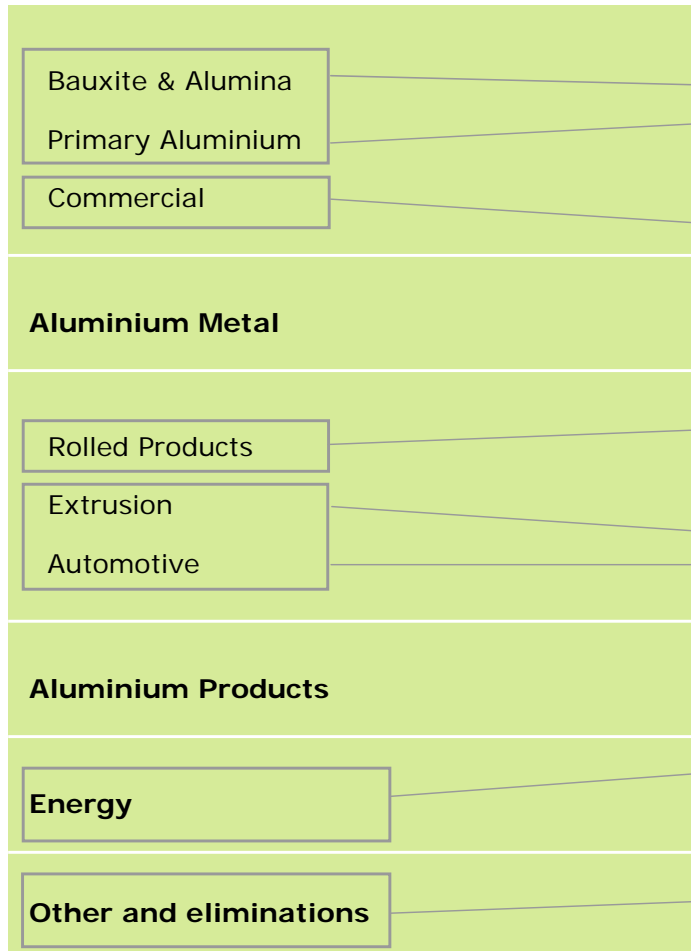 Bauxite & Alumina
Primary Aluminium
Commercial
Aluminium Metal
Rolled Products
Extrusion
Automotive
Aluminium Products
Energy
Other and eliminations